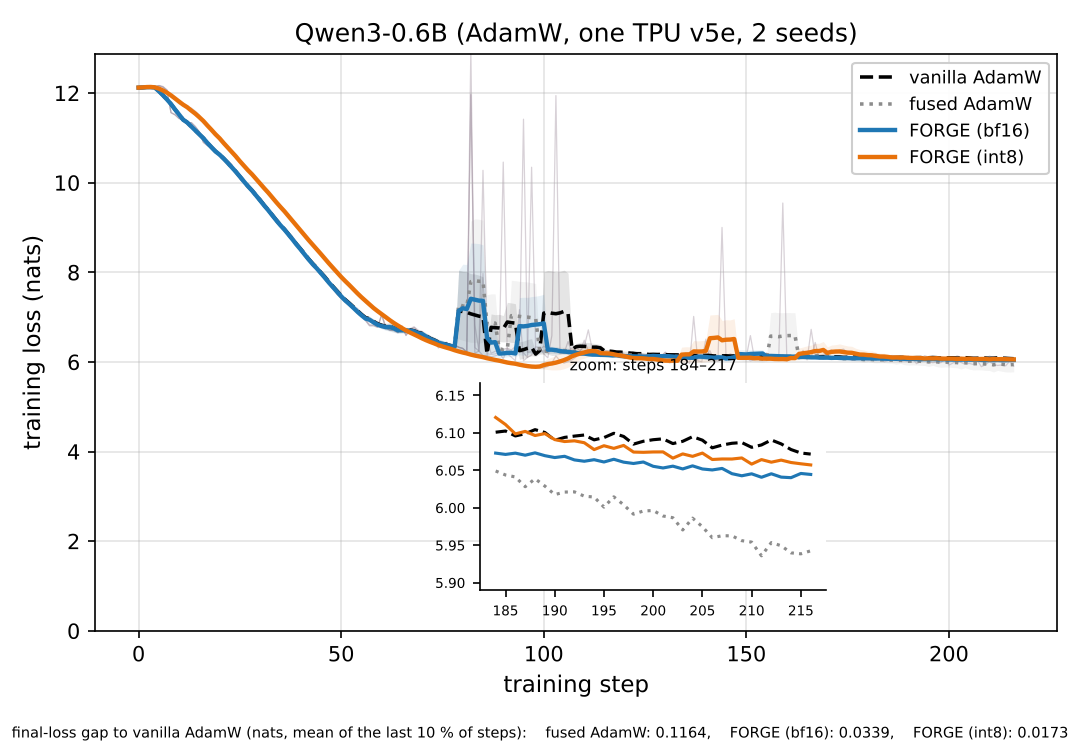 Qwen3-0.6B (AdamW, one TPU v5e, 2 seeds)
vanilla AdamW
fused AdamW
FORGE (bf16)
FORGE (int8)
training loss (nats)
12
10
8
6
4
2
0
zoom: steps 184–217
6.15
6.10
6.05
6.00
5.95
5.90
185 190 195 200 205 210 215
0 50 100 150 200
training step
final-loss gap to vanilla AdamW (nats, mean of the last 10 % of steps): fused AdamW: 0.1164, FORGE (bf16): 0.0339, FORGE (int8): 0.0173